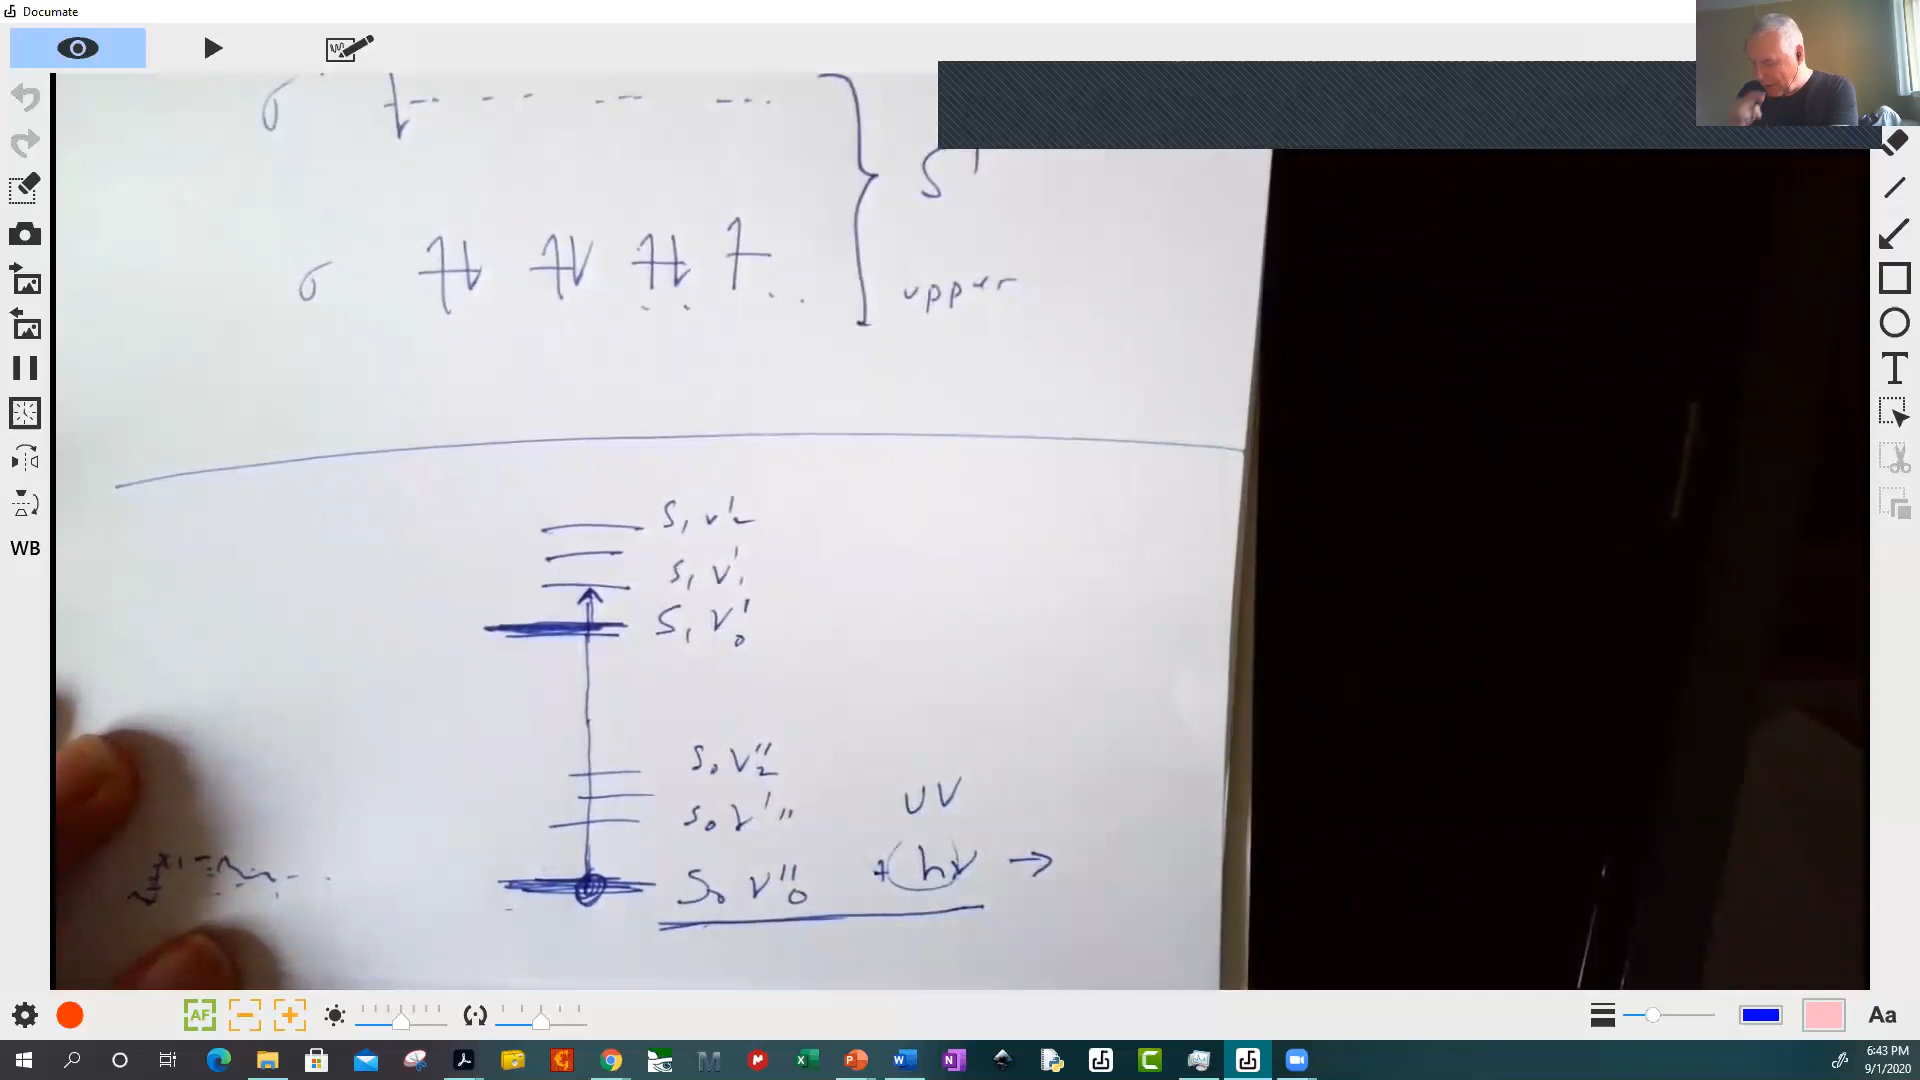 Documate
σ
S'
σ
upper
S₁ v'₂
S₁ v'₁
S₁ V'₀
S₀ V''₂
UV
S₀ V'''
S₀ V''₀ + hν →
WB
AF
T
Aa
6:43 PM
9/1/2020